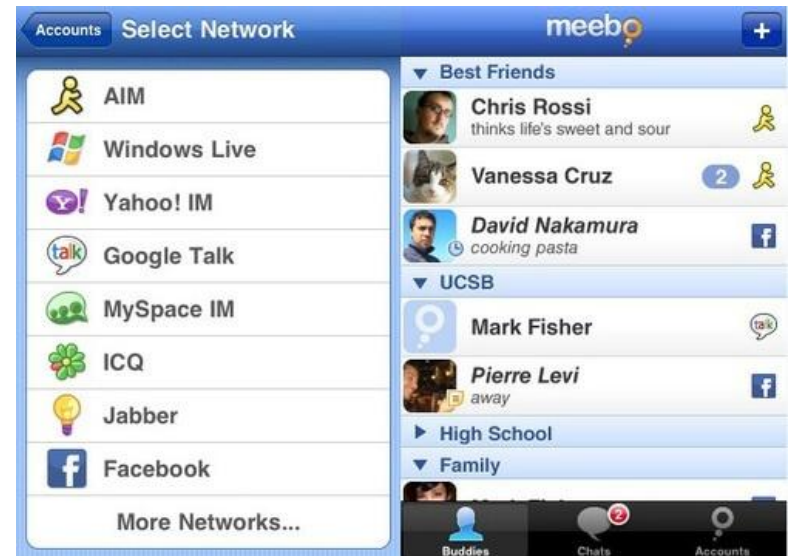 Accounts
Select Network
AIM
Windows Live
Yahoo! IM
talk
Google Talk
MySpace IM
ICQ
Jabber
Facebook
More Networks...
meebo
+
Best Friends
Chris Rossi
thinks life's sweet and sour
Vanessa Cruz
2
David Nakamura
cooking pasta
f
UCSB
Mark Fisher
talk
Pierre Levi
away
f
High School
Family
2
Buddies
Chats
Accounts